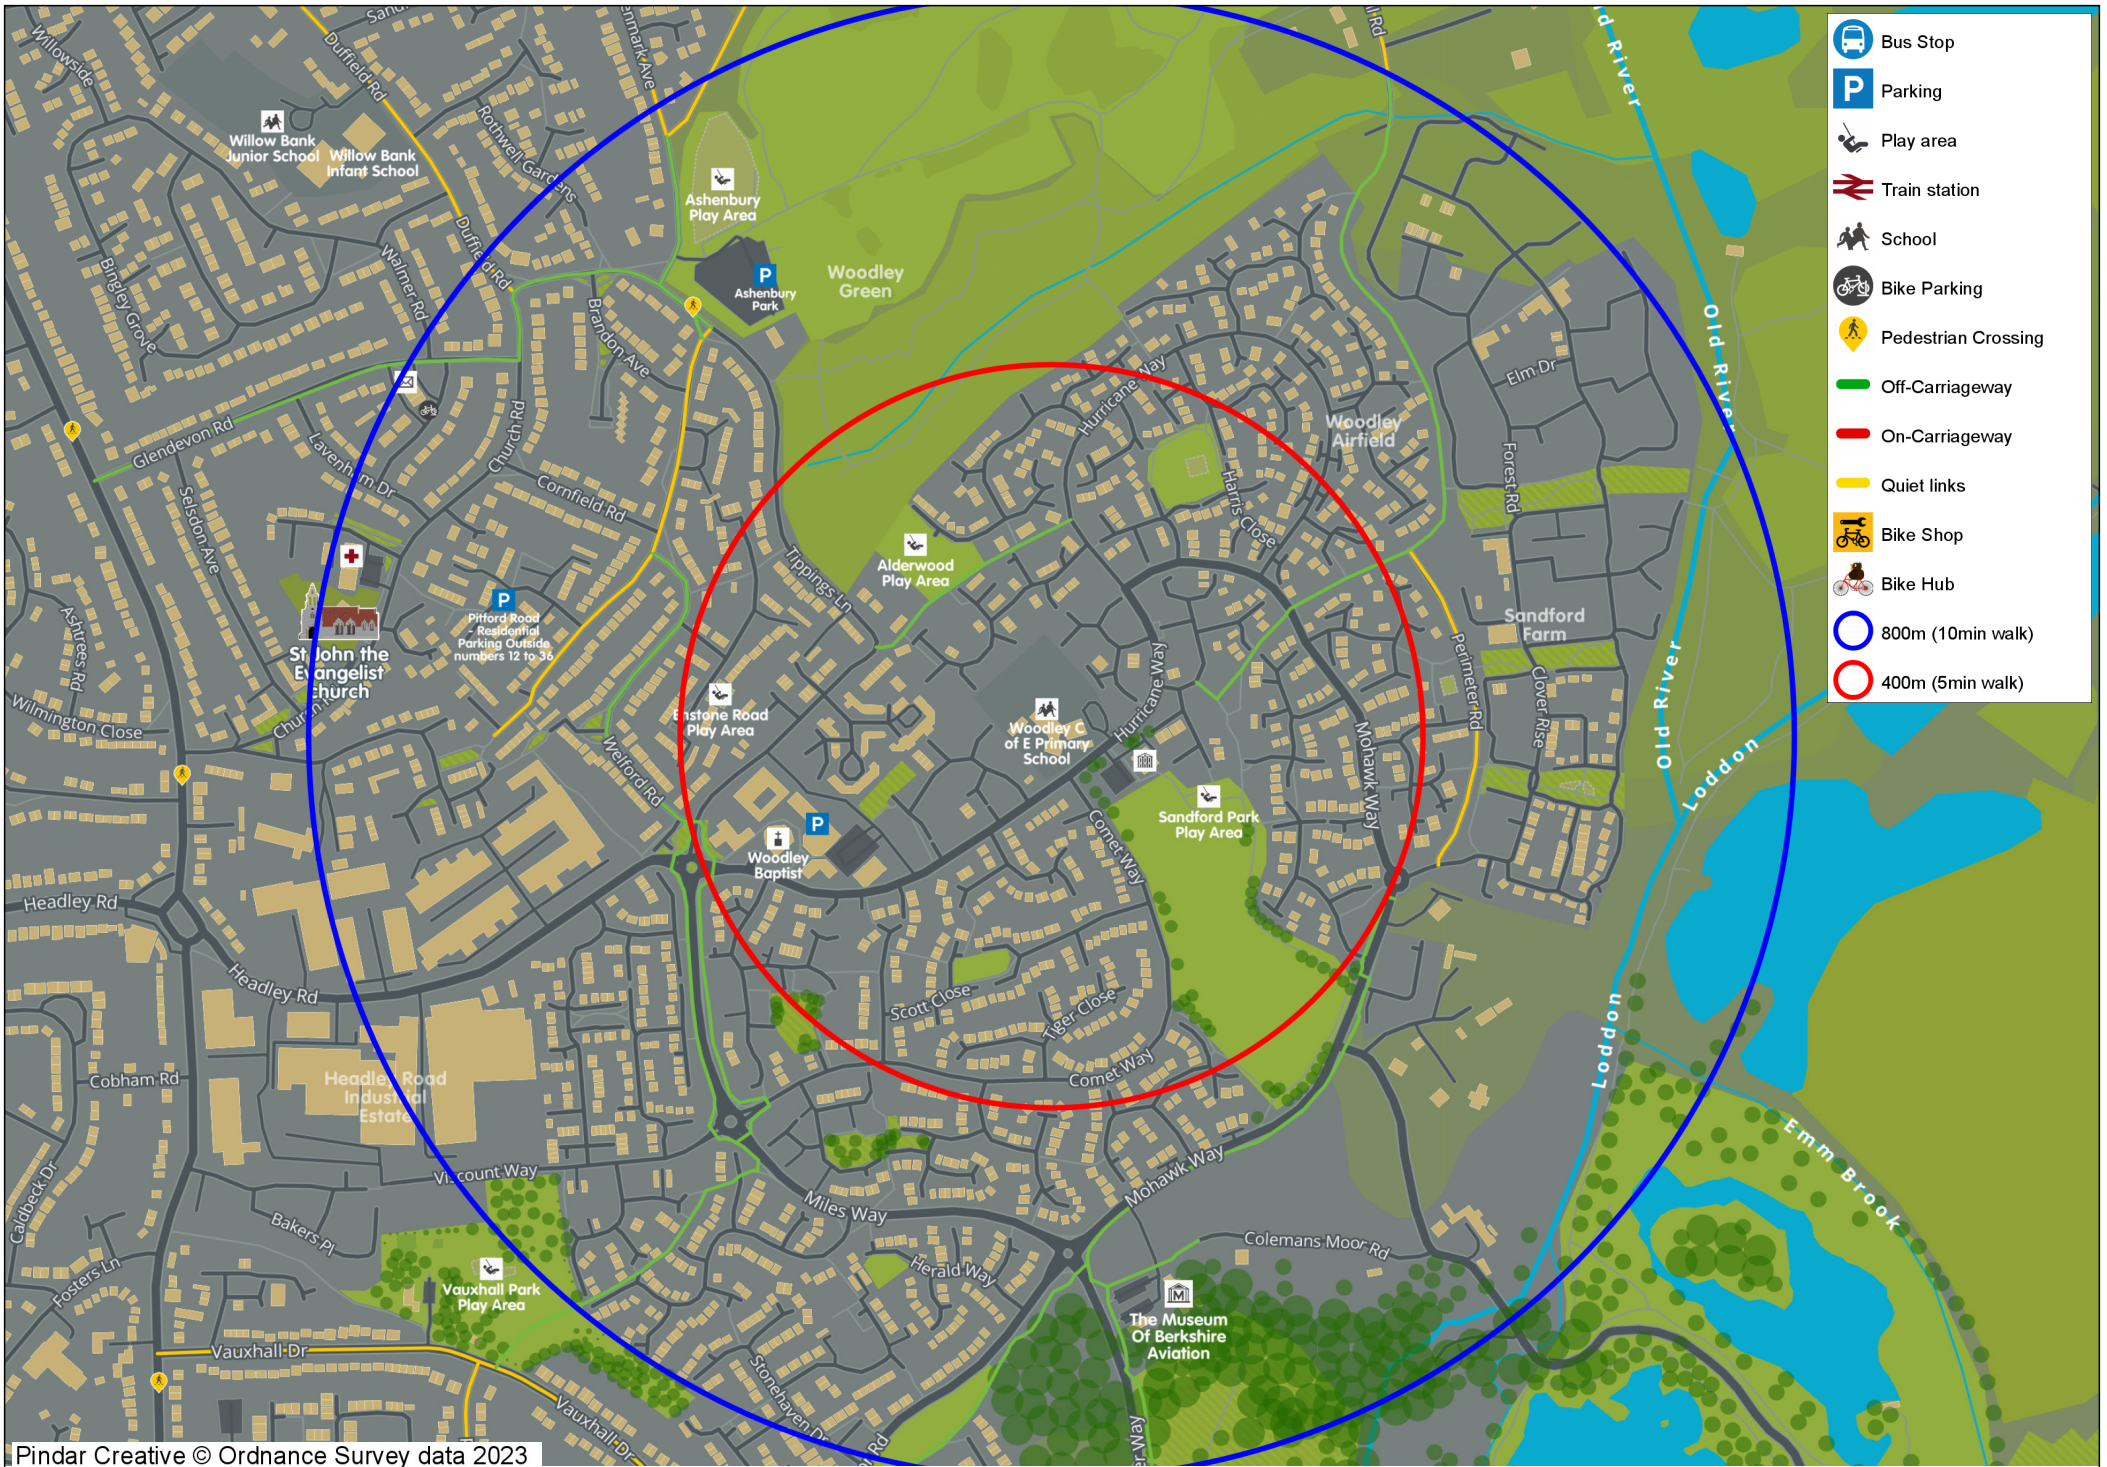 Willowside
Duffield Rd
Willow Bank
Junior School
Willow Bank
Infant School
Rothwell Gardens
Ashenbury
Play Area
Ashenbury
Park
Woodley
Green
Duffield Rd
Walmer Rd
Bingley Grove
Brandon Ave
Glendevon Rd
Lavenham Dr
Church Rd
Cornfield Rd
Selsdon Ave
Ashtrees Rd
Wilmington Close
St John the
Evangelist
church
Pitford Road
- Residential
Parking Outside
numbers 12 to 36
Tippings Ln
Alderwood
Play Area
Hurricane Way
Harris Close
Woodley
Airfield
Elm Dr
Forest Rd
Old River
Old River
Old River
Sandford
Farm
Perimeter Rd
Clover Rise
Mohawk Way
Enstone Road
Play Area
Woodley C
of E Primary
School
Hurricane Way
Sandford Park
Play Area
Comet Way
Welford Rd
Woodley
Baptist
Headley Rd
Headley Rd
Scott Close
Tiger Close
Comet Way
Headley Road
Industrial
Estate
Cobham Rd
Caldbeck Dr
Viscount Way
Bakers Pl
Fosters Ln
Vauxhall Park
Play Area
Vauxhall Dr
Vauxhall Dr
Stonehaven Dr
Miles Way
Herald Way
Mohawk Way
Colemans Moor Rd
The Museum
Of Berkshire
Aviation
Loddon
Loddon
Emm Brook
Bus Stop
P Parking
Play area
Train station
School
Bike Parking
Pedestrian Crossing
Off-Carriageway
On-Carriageway
Quiet links
Bike Shop
Bike Hub
800m (10min walk)
400m (5min walk)
Pindar Creative © Ordnance Survey data 2023